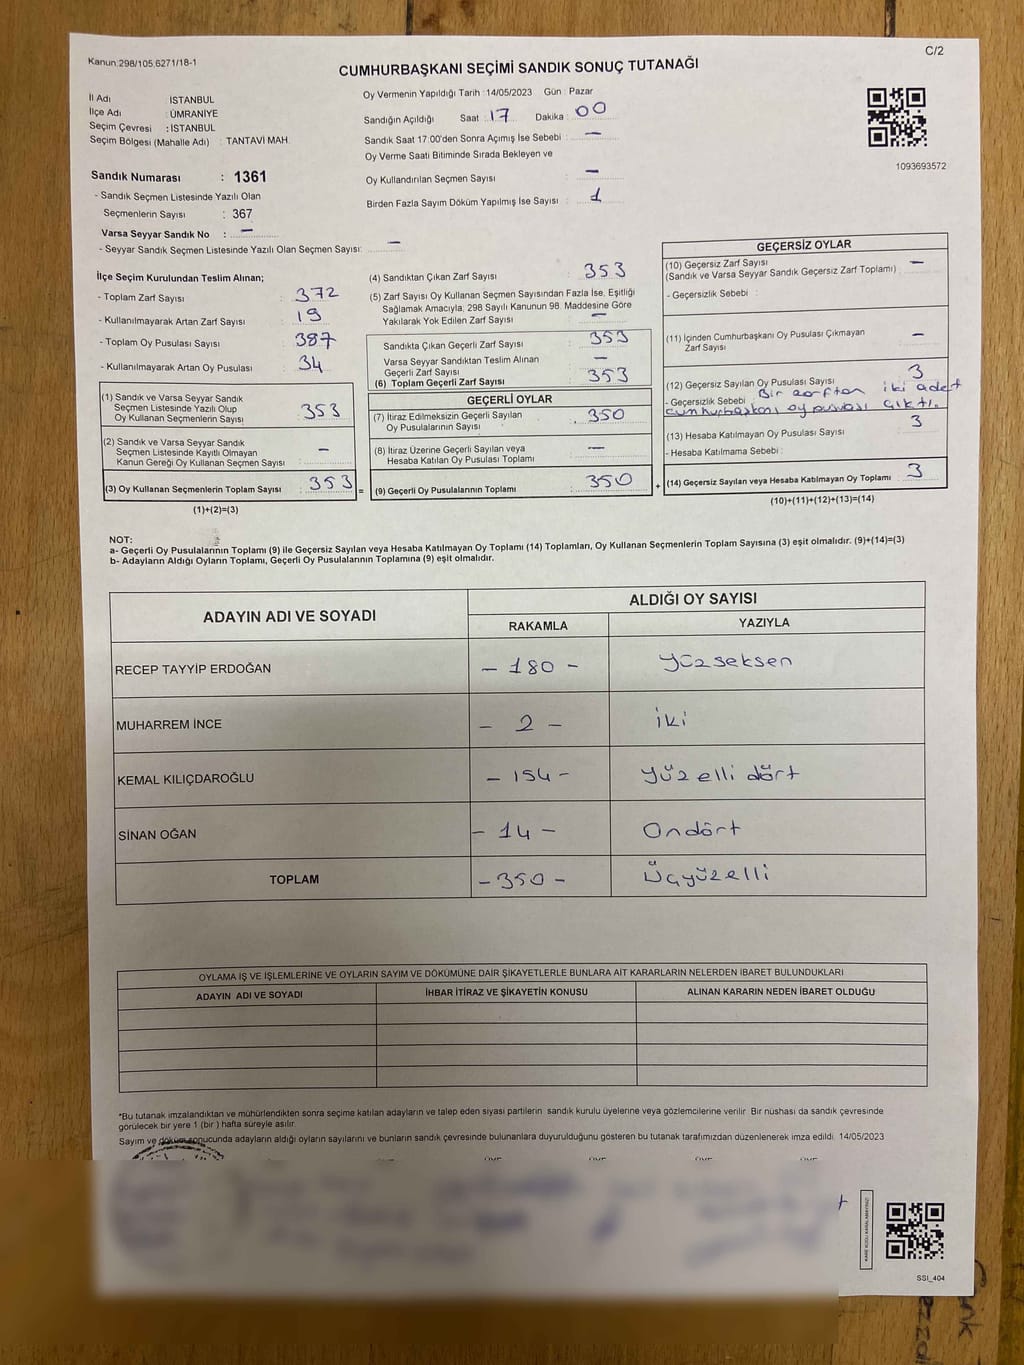 Kanun:298/105,6271/18-1
C/2
CUMHURBAŞKANI SEÇİMİ SANDIK SONUÇ TUTANAĞI
İl Adı : İSTANBUL
İlçe Adı : ÜMRANİYE
Seçim Çevresi : İSTANBUL
Seçim Bölgesi (Mahalle Adı) : TANTAVİ MAH.
Sandık Numarası : 1361
- Sandık Seçmen Listesinde Yazılı Olan
Seçmenlerin Sayısı : 367
Varsa Seyyar Sandık No : –
- Seyyar Sandık Seçmen Listesinde Yazılı Olan Seçmen Sayısı: –
Oy Vermenin Yapıldığı Tarih :14/05/2023 Gün : Pazar
Sandığın Açıldığı Saat : 17 Dakika : 00
Sandık Saat 17:00'den Sonra Açımış İse Sebebi : –
Oy Verme Saati Bitiminde Sırada Bekleyen ve
Oy Kullandırılan Seçmen Sayısı : –
Birden Fazla Sayım Döküm Yapılmış İse Sayısı : 1
1093693572
İlçe Seçim Kurulundan Teslim Alınan;
- Toplam Zarf Sayısı : 372
- Kullanılmayarak Artan Zarf Sayısı : 19
- Toplam Oy Pusulası Sayısı : 387
- Kullanılmayarak Artan Oy Pusulası : 34
(1) Sandık ve Varsa Seyyar Sandık
Seçmen Listesinde Yazılı Olup
Oy Kullanan Seçmenlerin Sayısı : 353
(2) Sandık ve Varsa Seyyar Sandık
Seçmen Listesinde Kayıtlı Olmayan
Kanun Gereği Oy Kullanan Seçmen Sayısı : –
(3) Oy Kullanan Seçmenlerin Toplam Sayısı : 353
(1)+(2)=(3)
=
(4) Sandıktan Çıkan Zarf Sayısı : 353
(5) Zarf Sayısı Oy Kullanan Seçmen Sayısından Fazla İse, Eşitliği
Sağlamak Amacıyla, 298 Sayılı Kanunun 98. Maddesine Göre
Yakılarak Yok Edilen Zarf Sayısı : –
Sandıkta Çıkan Geçerli Zarf Sayısı : 353
Varsa Seyyar Sandıktan Teslim Alınan
Geçerli Zarf Sayısı : –
(6) Toplam Geçerli Zarf Sayısı : 353
GEÇERLİ OYLAR
(7) İtiraz Edilmeksizin Geçerli Sayılan
Oy Pusulalarının Sayısı : 350
(8) İtiraz Üzerine Geçerli Sayılan veya
Hesaba Katılan Oy Pusulası Toplamı : –
(9) Geçerli Oy Pusulalarının Toplamı : 350
+
GEÇERSİZ OYLAR
(10) Geçersiz Zarf Sayısı : –
(Sandık ve Varsa Seyyar Sandık Geçersiz Zarf Toplamı)
- Geçersizlik Sebebi :
(11) İçinden Cumhurbaşkanı Oy Pusulası Çıkmayan
Zarf Sayısı : –
(12) Geçersiz Sayılan Oy Pusulası Sayısı : 3
- Geçersizlik Sebebi : Bir zarftan iki adet
cumhurbaşkanı oy pusulası çıktı.
(13) Hesaba Katılmayan Oy Pusulası Sayısı : 3
- Hesaba Katılmama Sebebi :
(14) Geçersiz Sayılan veya Hesaba Katılmayan Oy Toplamı : 3
(10)+(11)+(12)+(13)=(14)
NOT:
a- Geçerli Oy Pusulalarının Toplamı (9) ile Geçersiz Sayılan veya Hesaba Katılmayan Oy Toplamı (14) Toplamları, Oy Kullanan Seçmenlerin Toplam Sayısına (3) eşit olmalıdır. (9)+(14)=(3)
b- Adayların Aldığı Oyların Toplamı, Geçerli Oy Pusulalarının Toplamına (9) eşit olmalıdır.
ADAYIN ADI VE SOYADI ALDIĞI OY SAYISI
RAKAMLA YAZIYLA
RECEP TAYYİP ERDOĞAN – 180 – Yüzseksen
MUHARREM İNCE – 2 – iki
KEMAL KILIÇDAROĞLU – 154 – Yüz elli dört
SİNAN OĞAN – 14 – Ondört
TOPLAM – 350 – Üçyüzelli
OYLAMA İŞ VE İŞLEMLERİNE VE OYLARIN SAYIM VE DÖKÜMÜNE DAİR ŞİKAYETLERLE BUNLARA AİT KARARLARIN NELERDEN İBARET BULUNDUKLARI
ADAYIN ADI VE SOYADI İHBAR İTİRAZ VE ŞİKAYETİN KONUSU ALINAN KARARIN NEDEN İBARET OLDUĞU
*Bu tutanak imzalandıktan ve mühürlendikten sonra seçime katılan adayların ve talep eden siyasi partilerin sandık kurulu üyelerine veya gözlemcilerine verilir. Bir nüshası da sandık çevresinde
görülecek bir yere 1 (bir) hafta süreyle asılır.
Sayım ve döküm sonucunda adayların aldığı oyların sayılarını ve bunların sandık çevresinde bulunanlara duyurulduğunu gösteren bu tutanak tarafımızdan düzenlenerek imza edildi. 14/05/2023
SSI_404